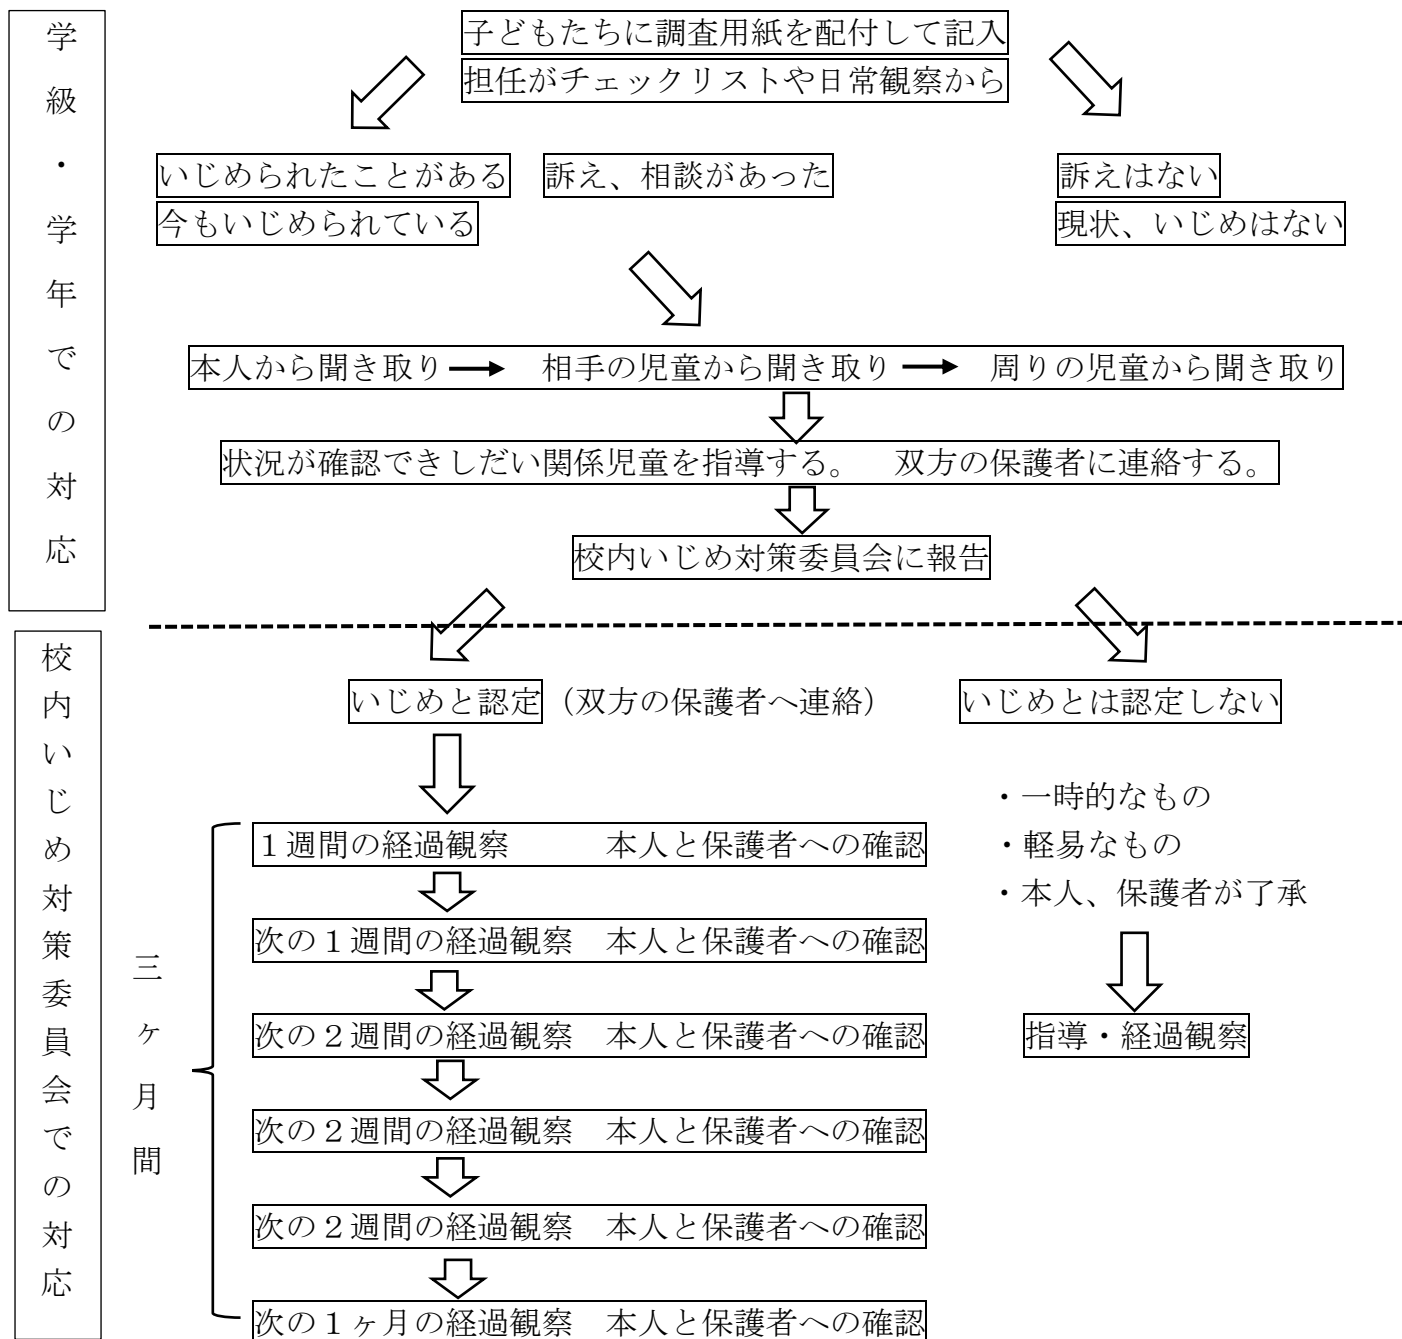 学級・学年での対応
子どもたちに調査用紙を配付して記入
担任がチェックリストや日常観察から
いじめられたことがある
今もいじめられている
訴え、相談があった
訴えはない
現状、いじめはない
本人から聞き取り 相手の児童から聞き取り 周りの児童から聞き取り
状況が確認できしだい関係児童を指導する。 双方の保護者に連絡する。
校内いじめ対策委員会に報告
校内いじめ対策委員会での対応
いじめと認定（双方の保護者へ連絡）
いじめとは認定しない
三ヶ月間
１週間の経過観察 本人と保護者への確認
次の１週間の経過観察 本人と保護者への確認
次の２週間の経過観察 本人と保護者への確認
次の２週間の経過観察 本人と保護者への確認
次の２週間の経過観察 本人と保護者への確認
次の１ヶ月の経過観察 本人と保護者への確認
・一時的なもの
・軽易なもの
・本人、保護者が了承
指導・経過観察